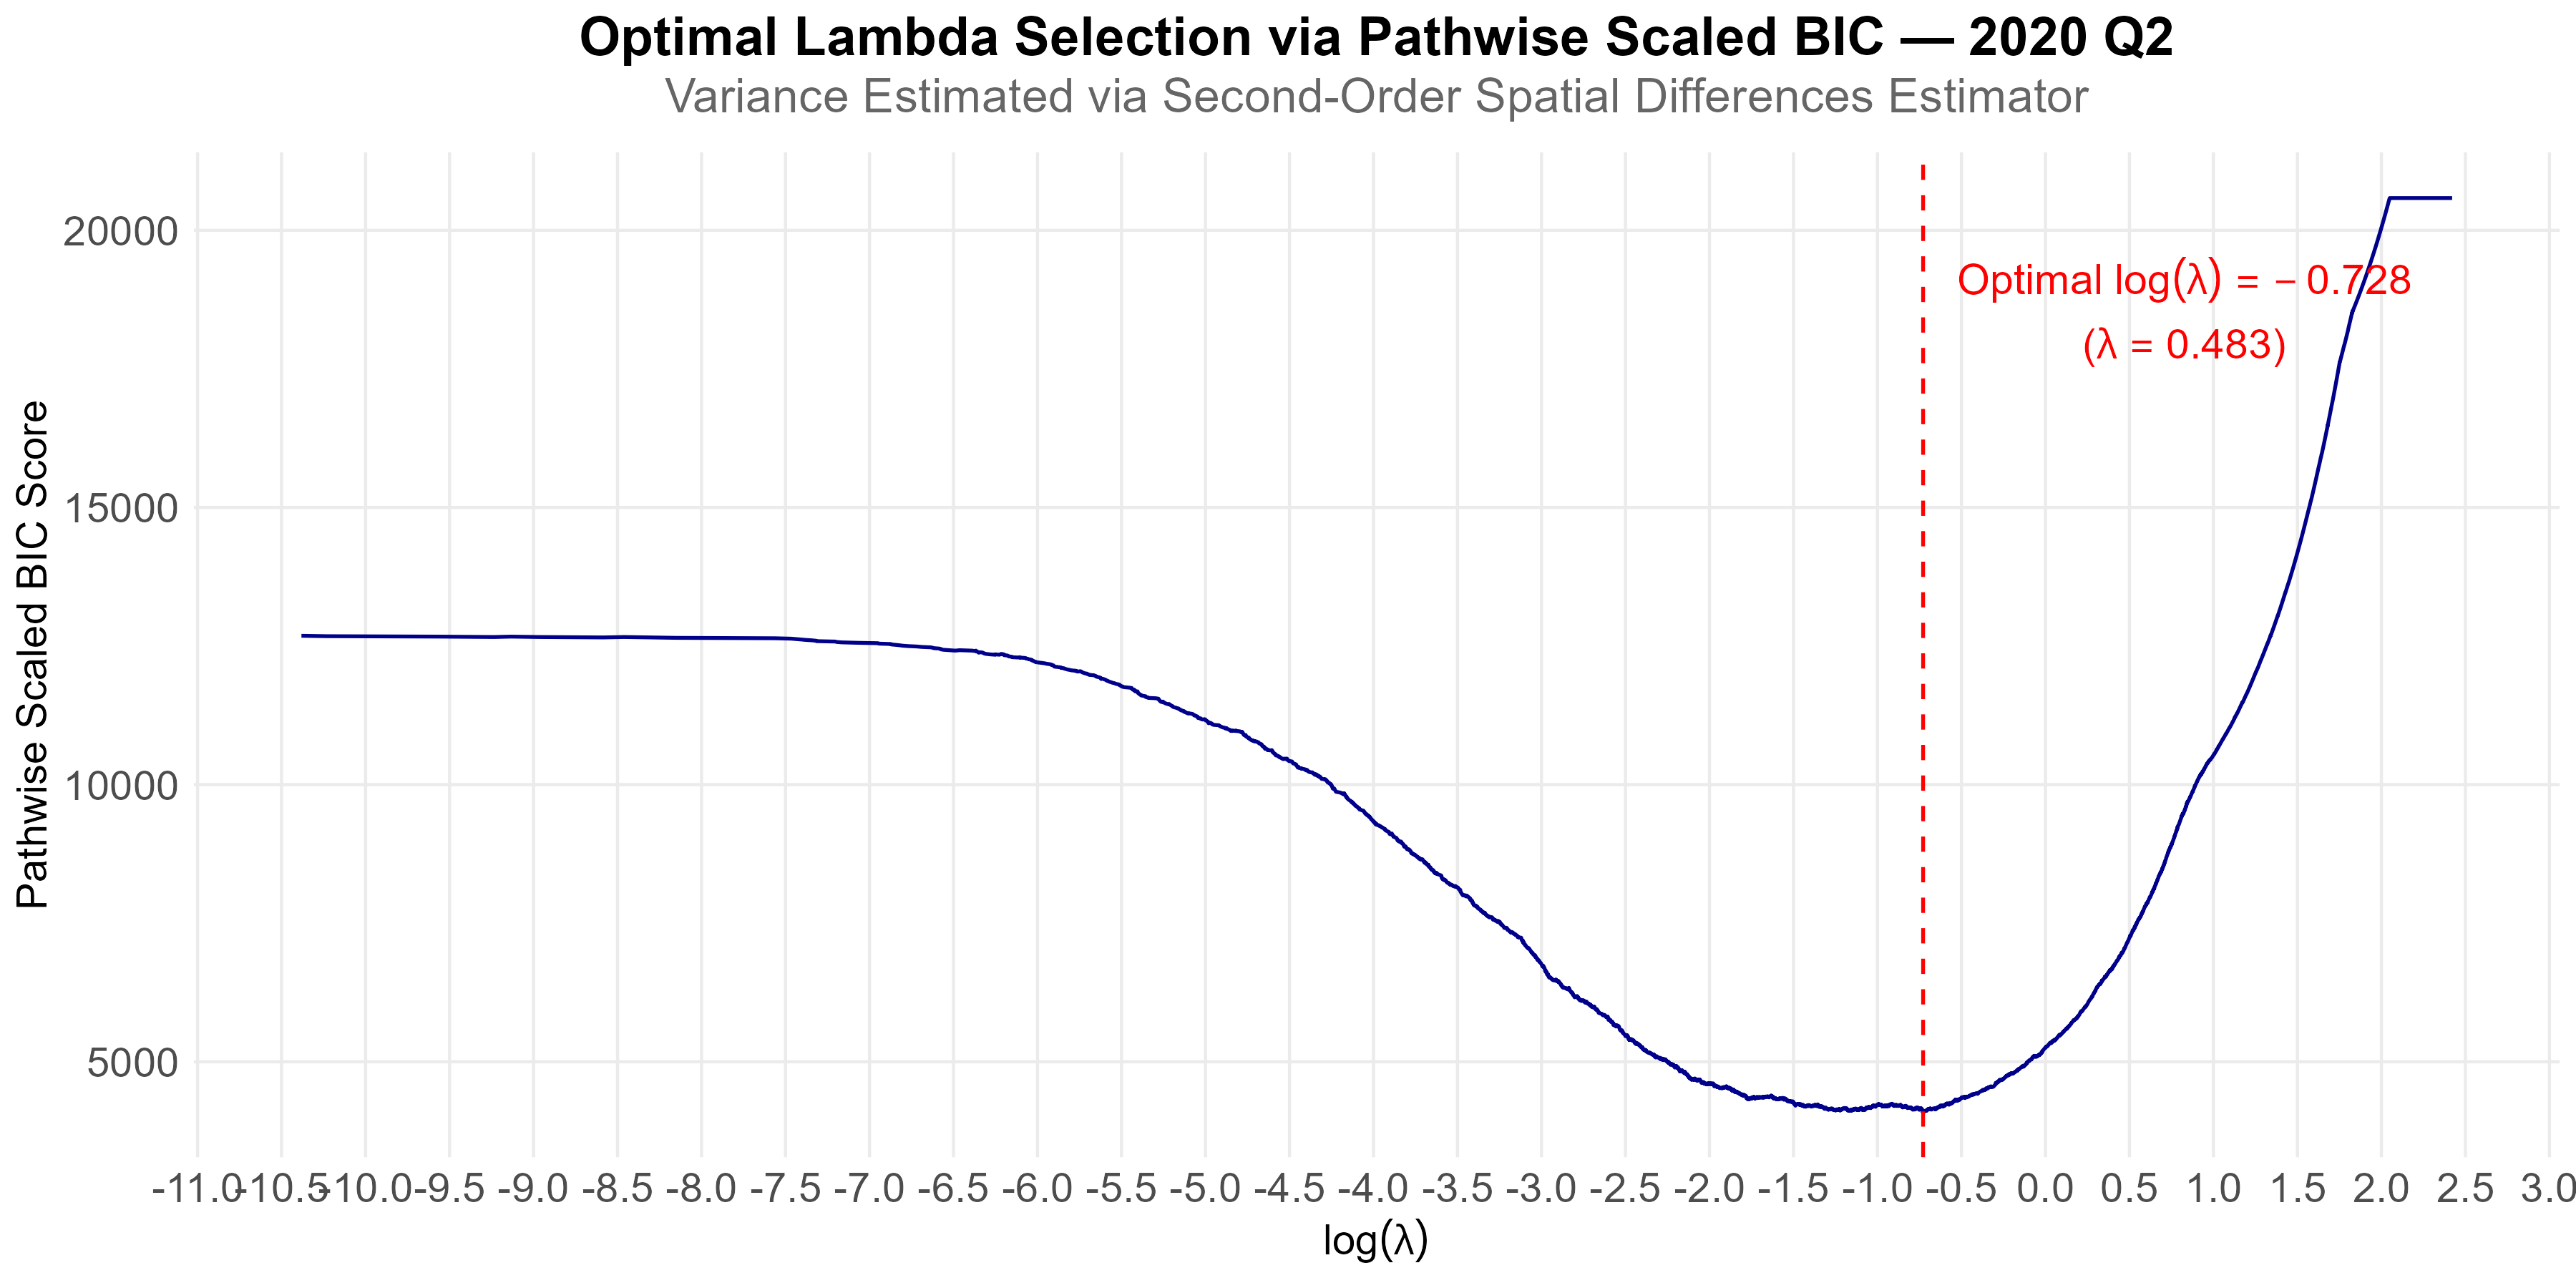 Optimal Lambda Selection via Pathwise Scaled BIC — 2020 Q2
Variance Estimated via Second-Order Spatial Differences Estimator
Pathwise Scaled BIC Score
20000
15000
10000
5000
Optimal log(λ) = − 0.728
(λ = 0.483)
-11.0 -10.5 -10.0 -9.5 -9.0 -8.5 -8.0 -7.5 -7.0 -6.5 -6.0 -5.5 -5.0 -4.5 -4.0 -3.5 -3.0 -2.5 -2.0 -1.5 -1.0 -0.5 0.0 0.5 1.0 1.5 2.0 2.5 3.0
log(λ)